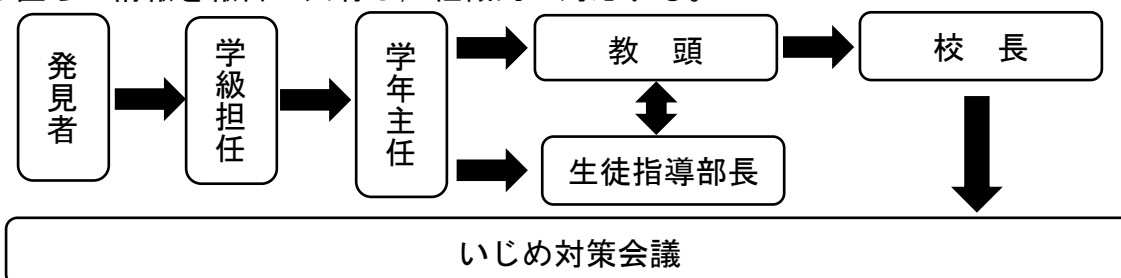 発見者
学級担任
学年主任
教　頭
校　長
生徒指導部長
いじめ対策会議